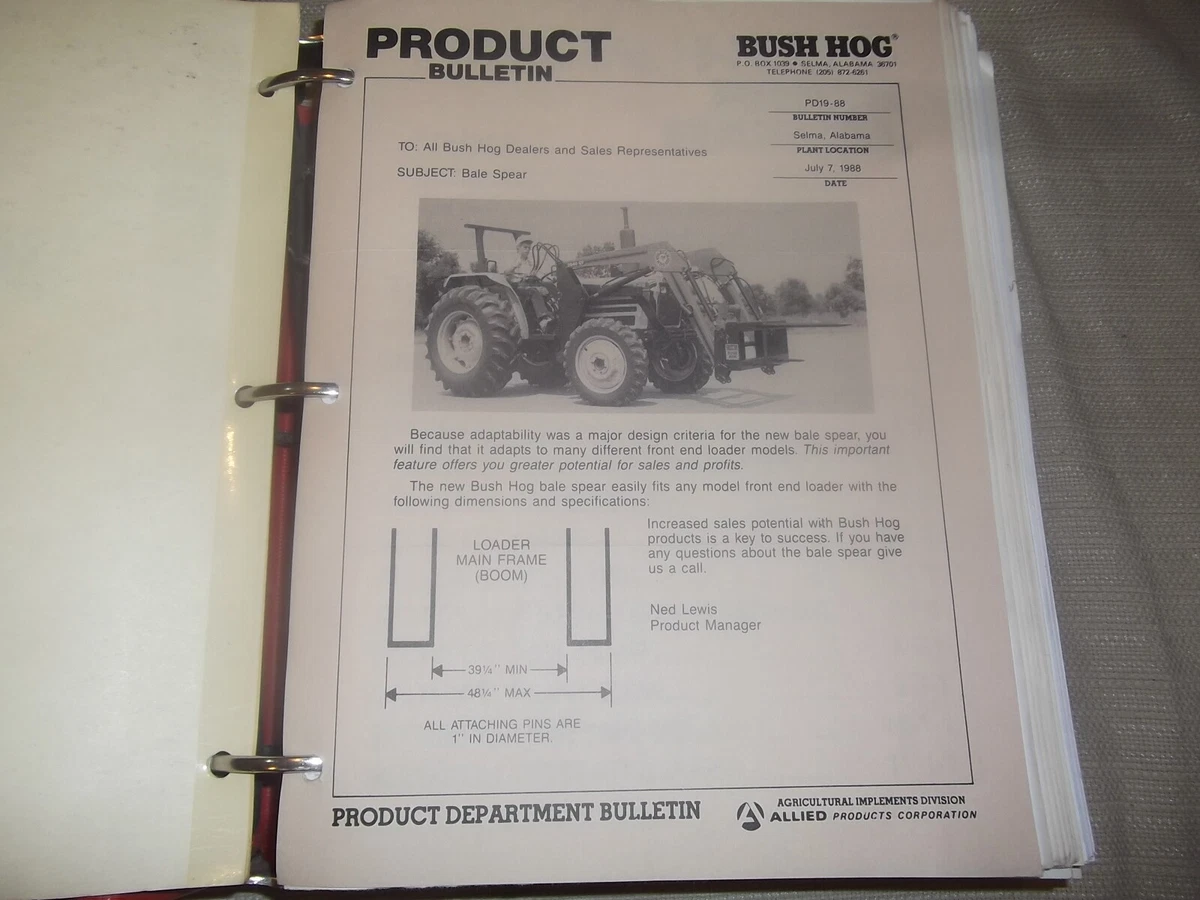 PRODUCT
BULLETIN
BUSH HOG®
P.O. BOX 1039 ● SELMA, ALABAMA 36701
TELEPHONE (205) 872-6261
PD19-88
BULLETIN NUMBER
Selma, Alabama
PLANT LOCATION
July 7, 1988
DATE
TO: All Bush Hog Dealers and Sales Representatives
SUBJECT: Bale Spear
Because adaptability was a major design criteria for the new bale spear, you
will find that it adapts to many different front end loader models. This important
feature offers you greater potential for sales and profits.
The new Bush Hog bale spear easily fits any model front end loader with the
following dimensions and specifications:
LOADER
MAIN FRAME
(BOOM)
39¼" MIN
48¼" MAX
ALL ATTACHING PINS ARE
1" IN DIAMETER.
Increased sales potential with Bush Hog
products is a key to success. If you have
any questions about the bale spear give
us a call.
Ned Lewis
Product Manager
PRODUCT DEPARTMENT BULLETIN
AGRICULTURAL IMPLEMENTS DIVISION
ALLIED PRODUCTS CORPORATION